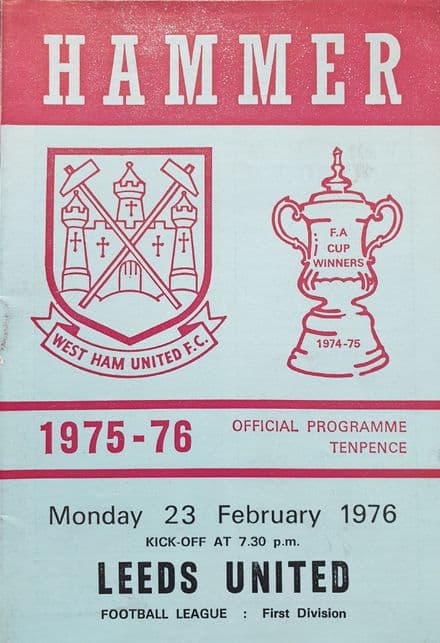 HAMMER
WEST HAM UNITED F.C.
F.A
CUP
WINNERS
1974-75
1975-76
OFFICIAL PROGRAMME
TENPENCE
Monday 23 February 1976
KICK-OFF AT 7.30 p.m.
LEEDS UNITED
FOOTBALL LEAGUE : First Division